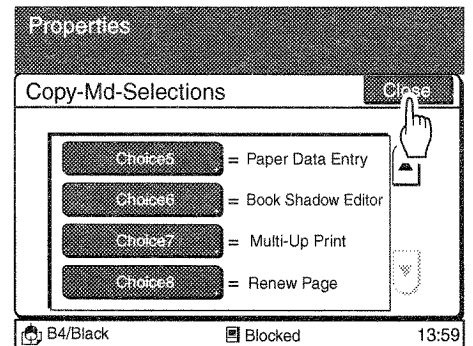 Properties
Copy-Md-Selections Close
Choice5 = Paper Data Entry
Choice6 = Book Shadow Editor
Choice7 = Multi-Up Print
Choice8 = Renew Page
B4/Black Blocked 13:59